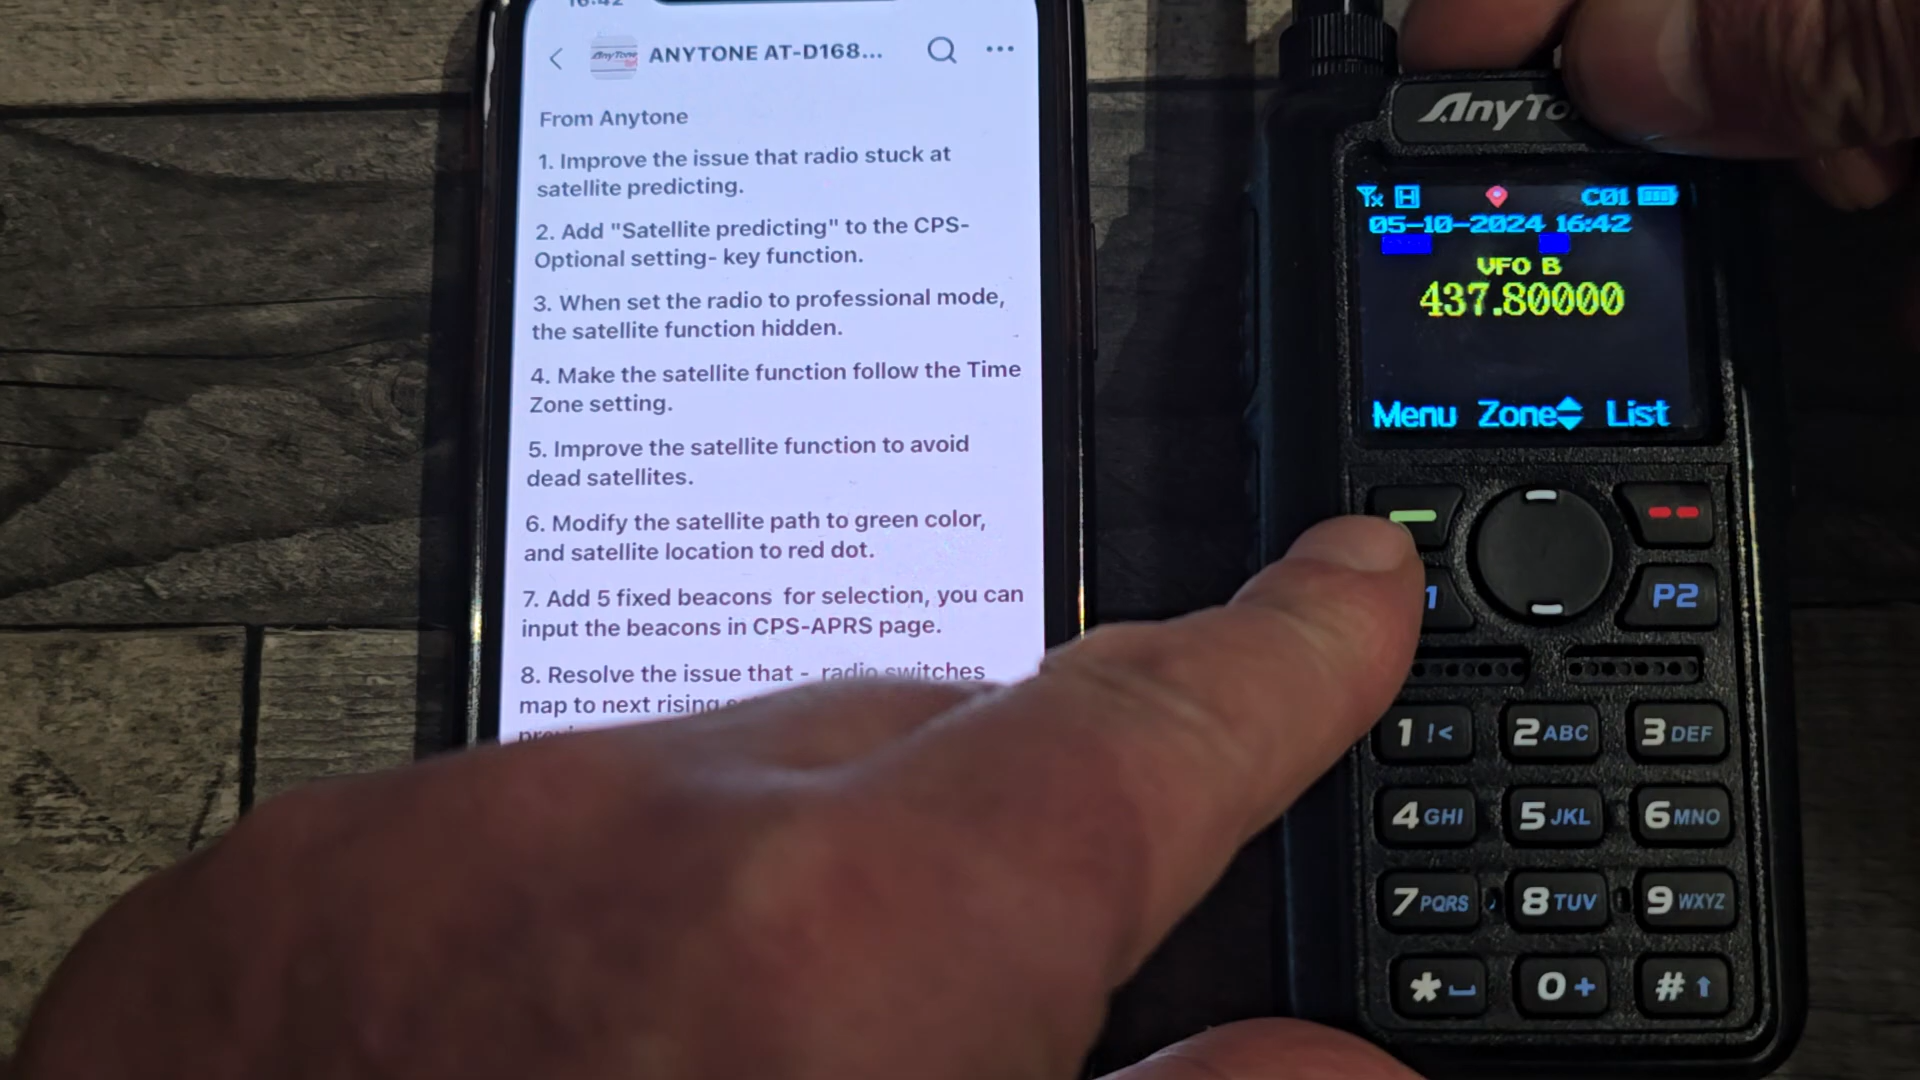 16:42
ANYTONE AT-D168...
From Anytone
1. Improve the issue that radio stuck at
satellite predicting.
2. Add "Satellite predicting" to the CPS-
Optional setting- key function.
3. When set the radio to professional mode,
the satellite function hidden.
4. Make the satellite function follow the Time
Zone setting.
5. Improve the satellite function to avoid
dead satellites.
6. Modify the satellite path to green color,
and satellite location to red dot.
7. Add 5 fixed beacons for selection, you can
input the beacons in CPS-APRS page.
8. Resolve the issue that - radio switches
map to next rising
AnyTo
C01
05-10-2024 16:42
VFO B
437.80000
Menu Zone List
1 P2
1 !< 2 ABC 3 DEF
4 GHI 5 JKL 6 MNO
7 PQRS 8 TUV 9 WXYZ
* 0 + #